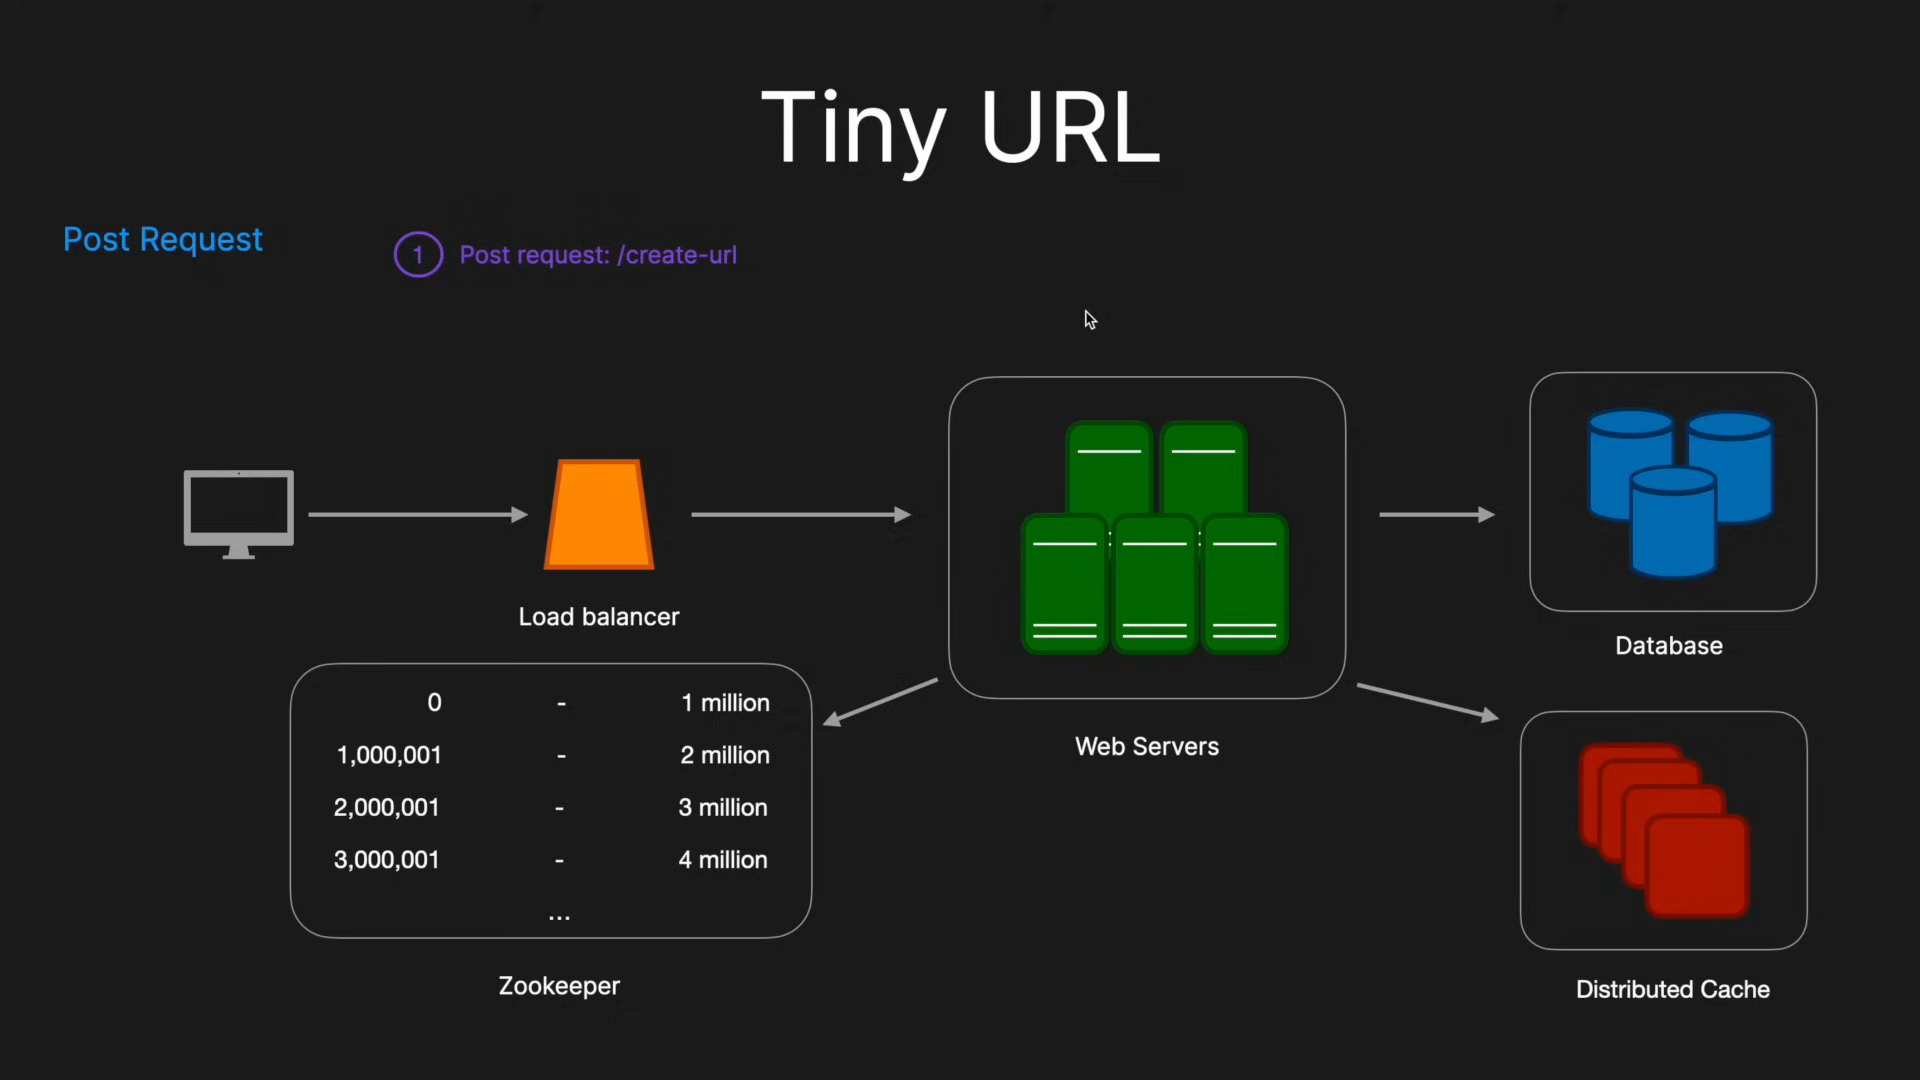 Tiny URL
Post Request
1 Post request: /create-url
Load balancer
0 - 1 million
1,000,001 - 2 million
2,000,001 - 3 million
3,000,001 - 4 million
...
Zookeeper
Web Servers
Database
Distributed Cache